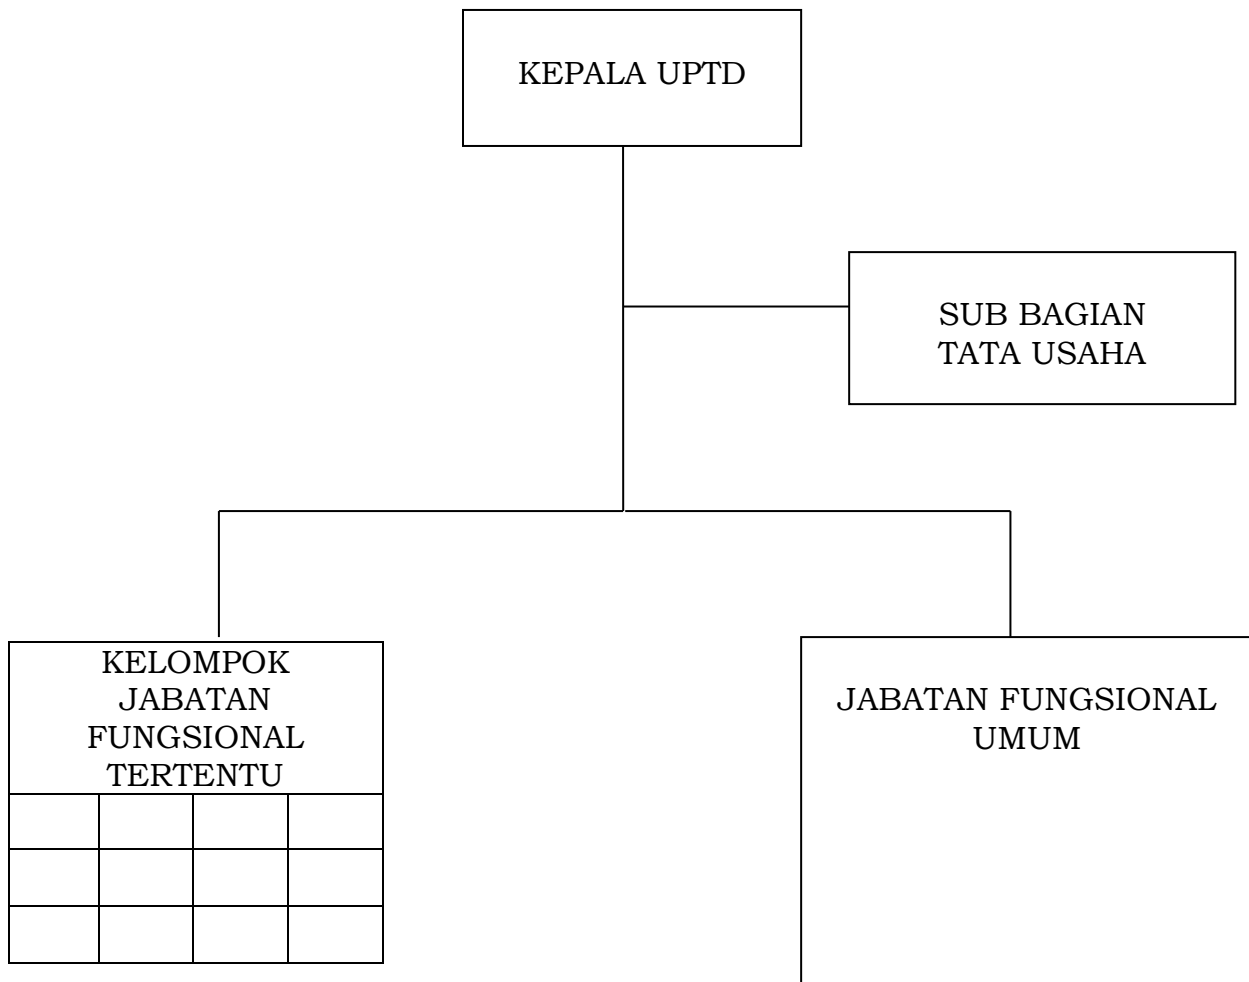 KEPALA UPTD
SUB BAGIAN
TATA USAHA
KELOMPOK
JABATAN
FUNGSIONAL
TERTENTU
JABATAN FUNGSIONAL
UMUM